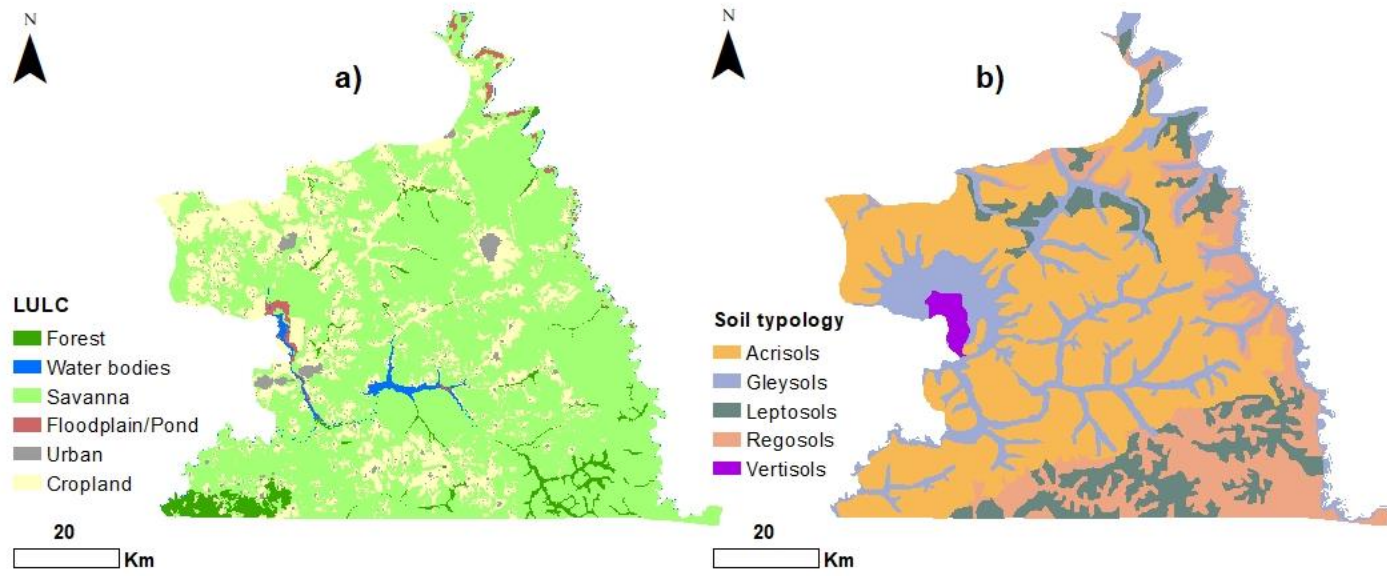 N
a)
LULC
Forest
Water bodies
Savanna
Floodplain/Pond
Urban
Cropland
20
Km
N
b)
Soil typology
Acrisols
Gleysols
Leptosols
Regosols
Vertisols
20
Km